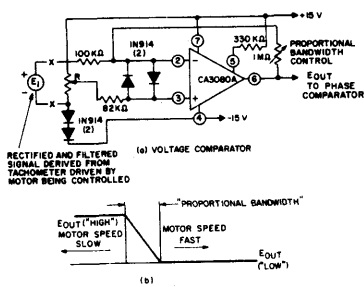 +15 V
330 KΩ
1N914
(2)
100KΩ
1MΩ
PROPORTIONAL
BANDWIDTH
CONTROL
7
5
2
CA3080A
6
3
4
+
E1
-
X
X
R
82KΩ
1N914
(2)
-15 V
EOUT
TO PHASE
COMPARATOR
RECTIFIED AND FILTERED
SIGNAL DERIVED FROM
TACHOMETER DRIVEN BY
MOTOR BEING CONTROLLED
(a) VOLTAGE COMPARATOR
"PROPORTIONAL BANDWIDTH"
EOUT ("HIGH")
MOTOR SPEED
SLOW
MOTOR SPEED
FAST
EOUT
("LOW")
(b)